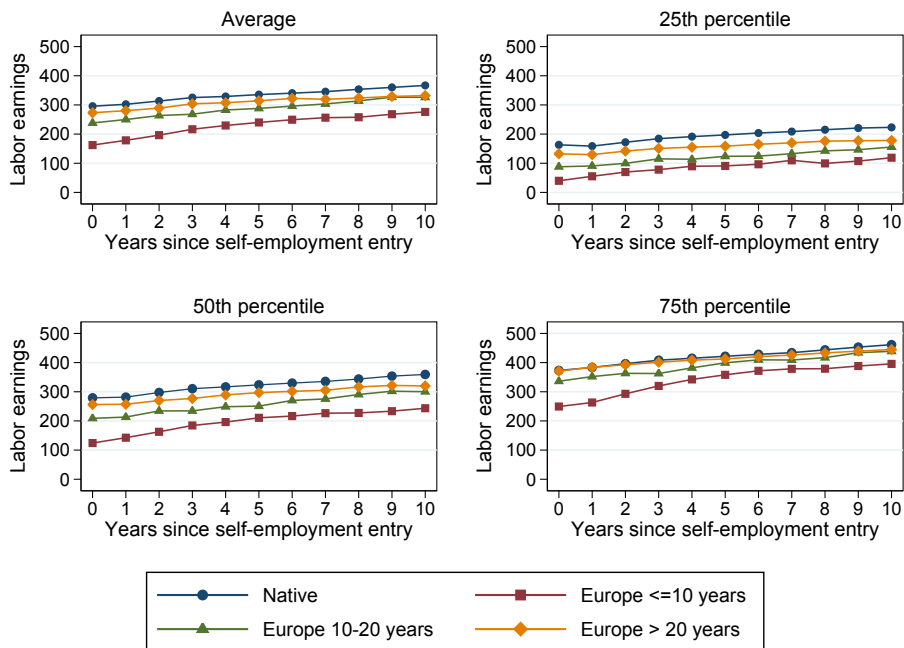 Average
500
400
300
200
100
0
Labor earnings
0 1 2 3 4 5 6 7 8 9 10
Years since self-employment entry
25th percentile
500
400
300
200
100
0
Labor earnings
0 1 2 3 4 5 6 7 8 9 10
Years since self-employment entry
50th percentile
500
400
300
200
100
0
Labor earnings
0 1 2 3 4 5 6 7 8 9 10
Years since self-employment entry
75th percentile
500
400
300
200
100
0
Labor earnings
0 1 2 3 4 5 6 7 8 9 10
Years since self-employment entry
Native
Europe <=10 years
Europe 10-20 years
Europe > 20 years